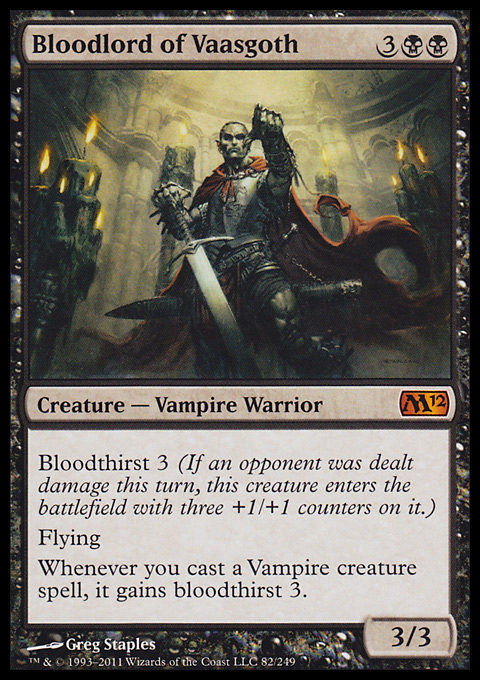 Bloodlord of Vaasgoth 3
Creature — Vampire Warrior M12
Bloodthirst 3 (If an opponent was dealt
damage this turn, this creature enters the
battlefield with three +1/+1 counters on it.)
Flying
Whenever you cast a Vampire creature
spell, it gains bloodthirst 3.
Greg Staples
3/3
™ & © 1993–2011 Wizards of the Coast LLC 82/249